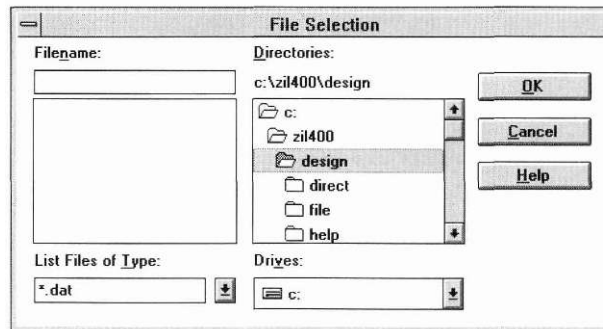 File Selection
Filename:
Directories:
c:\zil400\design
OK
c:
zil400
Cancel
design
direct
Help
file
help
List Files of Type:
Drives:
*.dat
c: